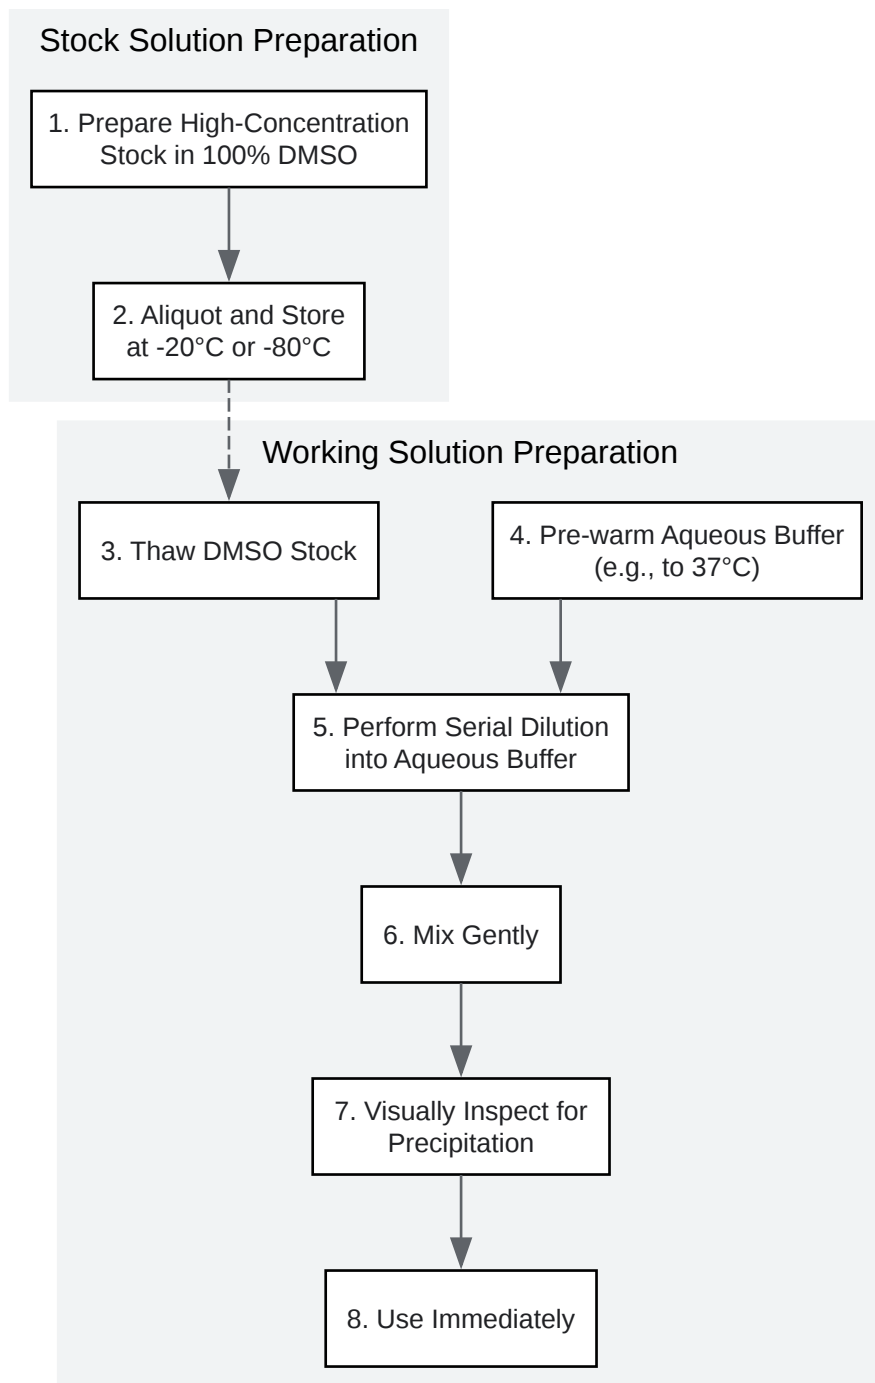 Stock Solution Preparation
1. Prepare High-Concentration
Stock in 100% DMSO
2. Aliquot and Store
at -20°C or -80°C
Working Solution Preparation
3. Thaw DMSO Stock
4. Pre-warm Aqueous Buffer
(e.g., to 37°C)
5. Perform Serial Dilution
into Aqueous Buffer
6. Mix Gently
7. Visually Inspect for
Precipitation
8. Use Immediately